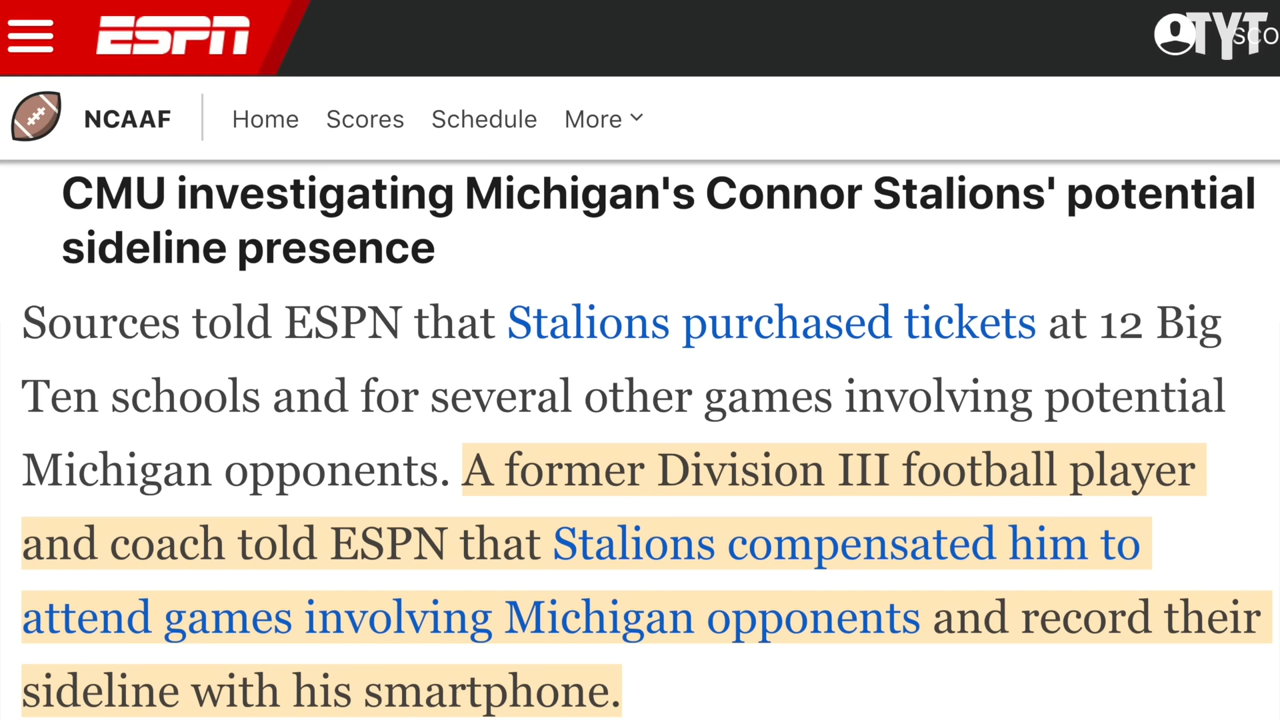 ESPN
TYT
SCO
NCAAF Home Scores Schedule More
CMU investigating Michigan's Connor Stalions' potential
sideline presence
Sources told ESPN that Stalions purchased tickets at 12 Big
Ten schools and for several other games involving potential
Michigan opponents. A former Division III football player
and coach told ESPN that Stalions compensated him to
attend games involving Michigan opponents and record their
sideline with his smartphone.